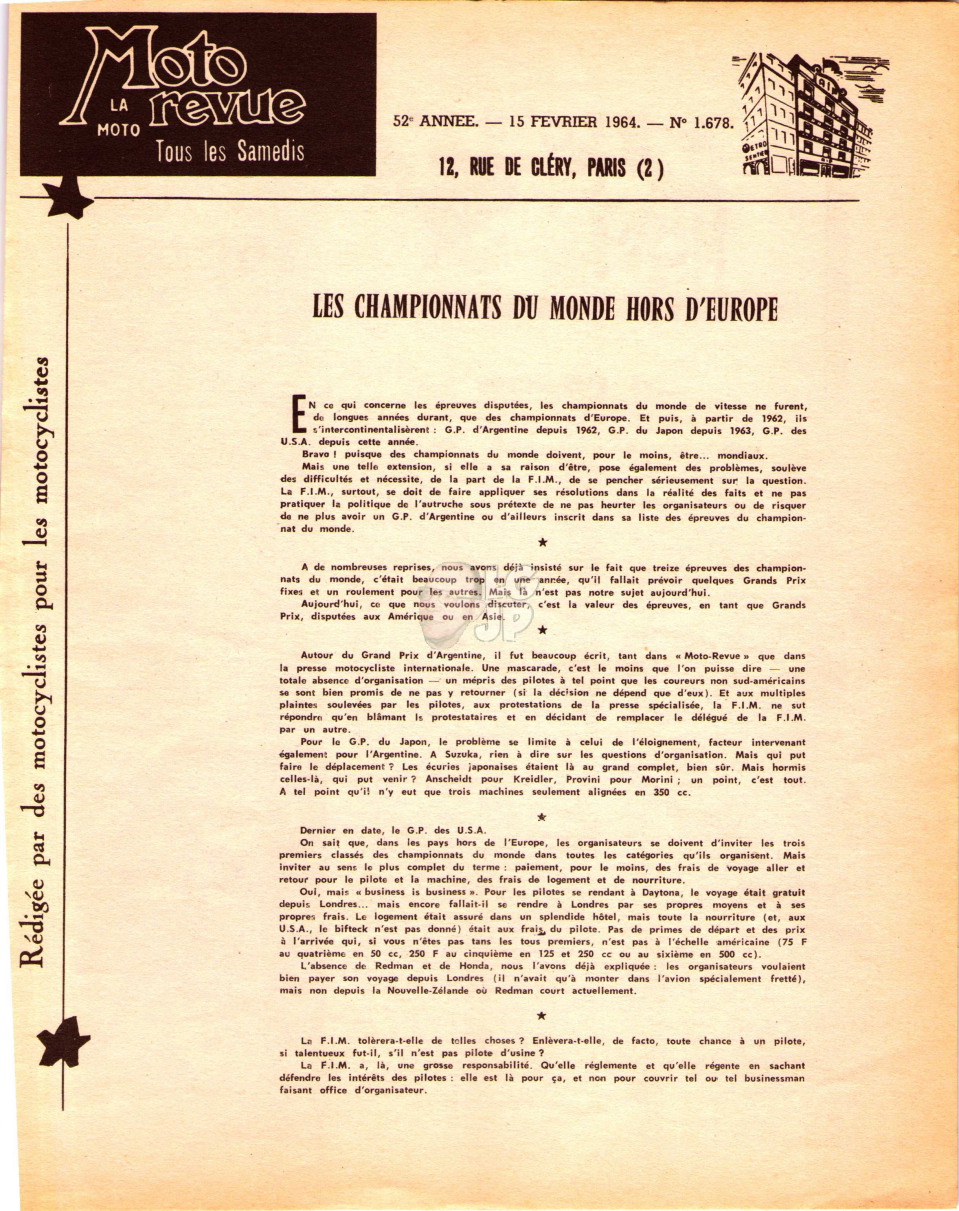 Moto
revue
LA
MOTO
Tous les Samedis
52e ANNEE. — 15 FEVRIER 1964. — N° 1.678.
12, RUE DE CLÉRY, PARIS (2)
METRO
SENTIER
Rédigée par des motocyclistes pour les motocyclistes
LES CHAMPIONNATS DU MONDE HORS D'EUROPE
EN ce qui concerne les épreuves disputées, les championnats du monde de vitesse ne furent,
de longues années durant, que des championnats d'Europe. Et puis, à partir de 1962, ils
s'intercontinentalisèrent : G.P. d'Argentine depuis 1962, G.P. du Japon depuis 1963, G.P. des
U.S.A. depuis cette année.
Bravo ! puisque des championnats du monde doivent, pour le moins, être... mondiaux.
Mais une telle extension, si elle a sa raison d'être, pose également des problèmes, soulève
des difficultés et nécessite, de la part de la F.I.M., de se pencher sérieusement sur la question.
La F.I.M., surtout, se doit de faire appliquer ses résolutions dans la réalité des faits et ne pas
pratiquer la politique de l'autruche sous prétexte de ne pas heurter les organisateurs ou de risquer
de ne plus avoir un G.P. d'Argentine ou d'ailleurs inscrit dans sa liste des épreuves du champion-
nat du monde.
A de nombreuses reprises, nous avons déjà insisté sur le fait que treize épreuves des champion-
nats du monde, c'était beaucoup trop en une année, qu'il fallait prévoir quelques Grands Prix
fixes et un roulement pour les autres. Mais là n'est pas notre sujet aujourd'hui.
Aujourd'hui, ce que nous voulons discuter, c'est la valeur des épreuves, en tant que Grands
Prix, disputées aux Amérique ou en Asie.
Autour du Grand Prix d'Argentine, il fut beaucoup écrit, tant dans « Moto-Revue » que dans
la presse motocycliste internationale. Une mascarade, c'est le moins que l'on puisse dire — une
totale absence d'organisation — un mépris des pilotes à tel point que les coureurs non sud-américains
se sont bien promis de ne pas y retourner (si la décision ne dépend que d'eux). Et aux multiples
plaintes soulevées par les pilotes, aux protestations de la presse spécialisée, la F.I.M. ne sut
répondre qu'en blâmant ls protestataires et en décidant de remplacer le délégué de la F.I.M.
par un autre.
Pour le G.P. du Japon, le problème se limite à celui de l'éloignement, facteur intervenant
également pour l'Argentine. A Suzuka, rien à dire sur les questions d'organisation. Mais qui put
faire le déplacement ? Les écuries japonaises étaient là au grand complet, bien sûr. Mais hormis
celles-là, qui put venir ? Anscheidt pour Kreidler, Provini pour Morini ; un point, c'est tout.
A tel point qu'il n'y eut que trois machines seulement alignées en 350 cc.
Dernier en date, le G.P. des U.S.A.
On sait que, dans les pays hors de l'Europe, les organisateurs se doivent d'inviter les trois
premiers classés des championnats du monde dans toutes les catégories qu'ils organisent. Mais
inviter au sens le plus complet du terme : paiement, pour le moins, des frais de voyage aller et
retour pour le pilote et la machine, des frais de logement et de nourriture.
Oui, mais « business is business ». Pour les pilotes se rendant à Daytona, le voyage était gratuit
depuis Londres... mais encore fallait-il se rendre à Londres par ses propres moyens et à ses
propres frais. Le logement était assuré dans un splendide hôtel, mais toute la nourriture (et, aux
U.S.A., le bifteck n'est pas donné) était aux frais du pilote. Pas de primes de départ et des prix
à l'arrivée qui, si vous n'êtes pas tans les tous premiers, n'est pas à l'échelle américaine (75 F
au quatrième en 50 cc, 250 F au cinquième en 125 et 250 cc ou au sixième en 500 cc).
L'absence de Redman et de Honda, nous l'avons déjà expliquée : les organisateurs voulaient
bien payer son voyage depuis Londres (il n'avait qu'à monter dans l'avion spécialement fretté),
mais non depuis la Nouvelle-Zélande où Redman court actuellement.
La F.I.M. tolèrera-t-elle de telles choses ? Enlèvera-t-elle, de facto, toute chance à un pilote,
si talentueux fut-il, s'il n'est pas pilote d'usine ?
La F.I.M. a, là, une grosse responsabilité. Qu'elle réglemente et qu'elle régente en sachant
défendre les intérêts des pilotes : elle est là pour ça, et non pour couvrir tel ou tel businessman
faisant office d'organisateur.